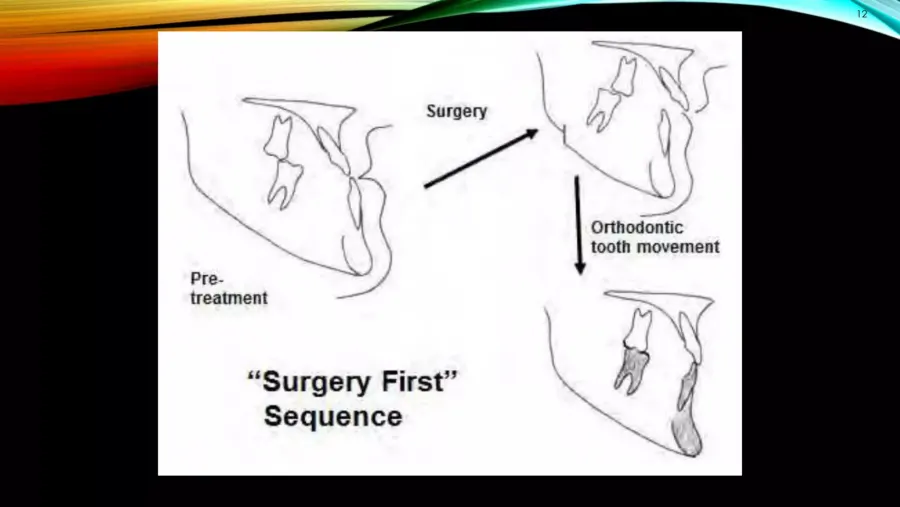 12
Surgery
Orthodontic
tooth movement
Pre-
treatment
“Surgery First”
Sequence